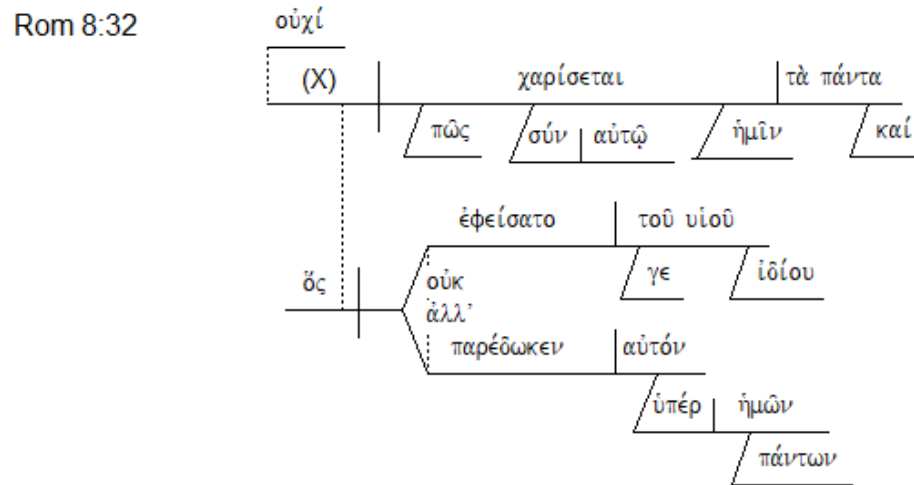 Rom 8:32
οὐχί
(X) χαρίσεται τὰ πάντα
πῶς σύν αὐτῷ ἡμῖν καί
ἐφείσατο τοῦ υἱοῦ
ὅς οὐκ γε ἰδίου
ἀλλ’
παρέδωκεν αὐτόν
ὑπέρ ἡμῶν
πάντων